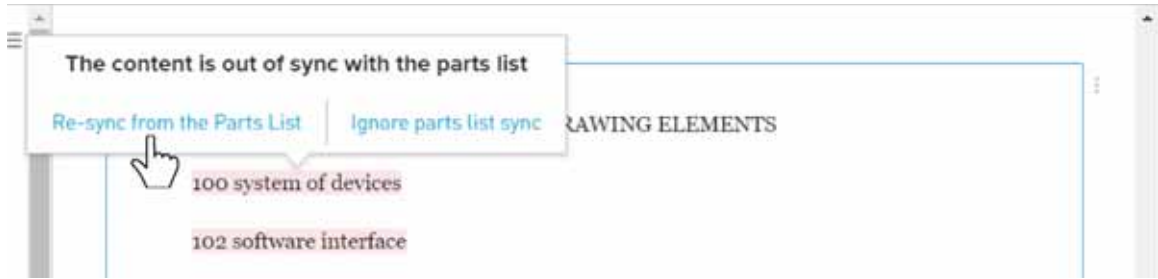 The content is out of sync with the parts list
Re-sync from the Parts List
Ignore parts list sync
RAWING ELEMENTS
100 system of devices
102 software interface